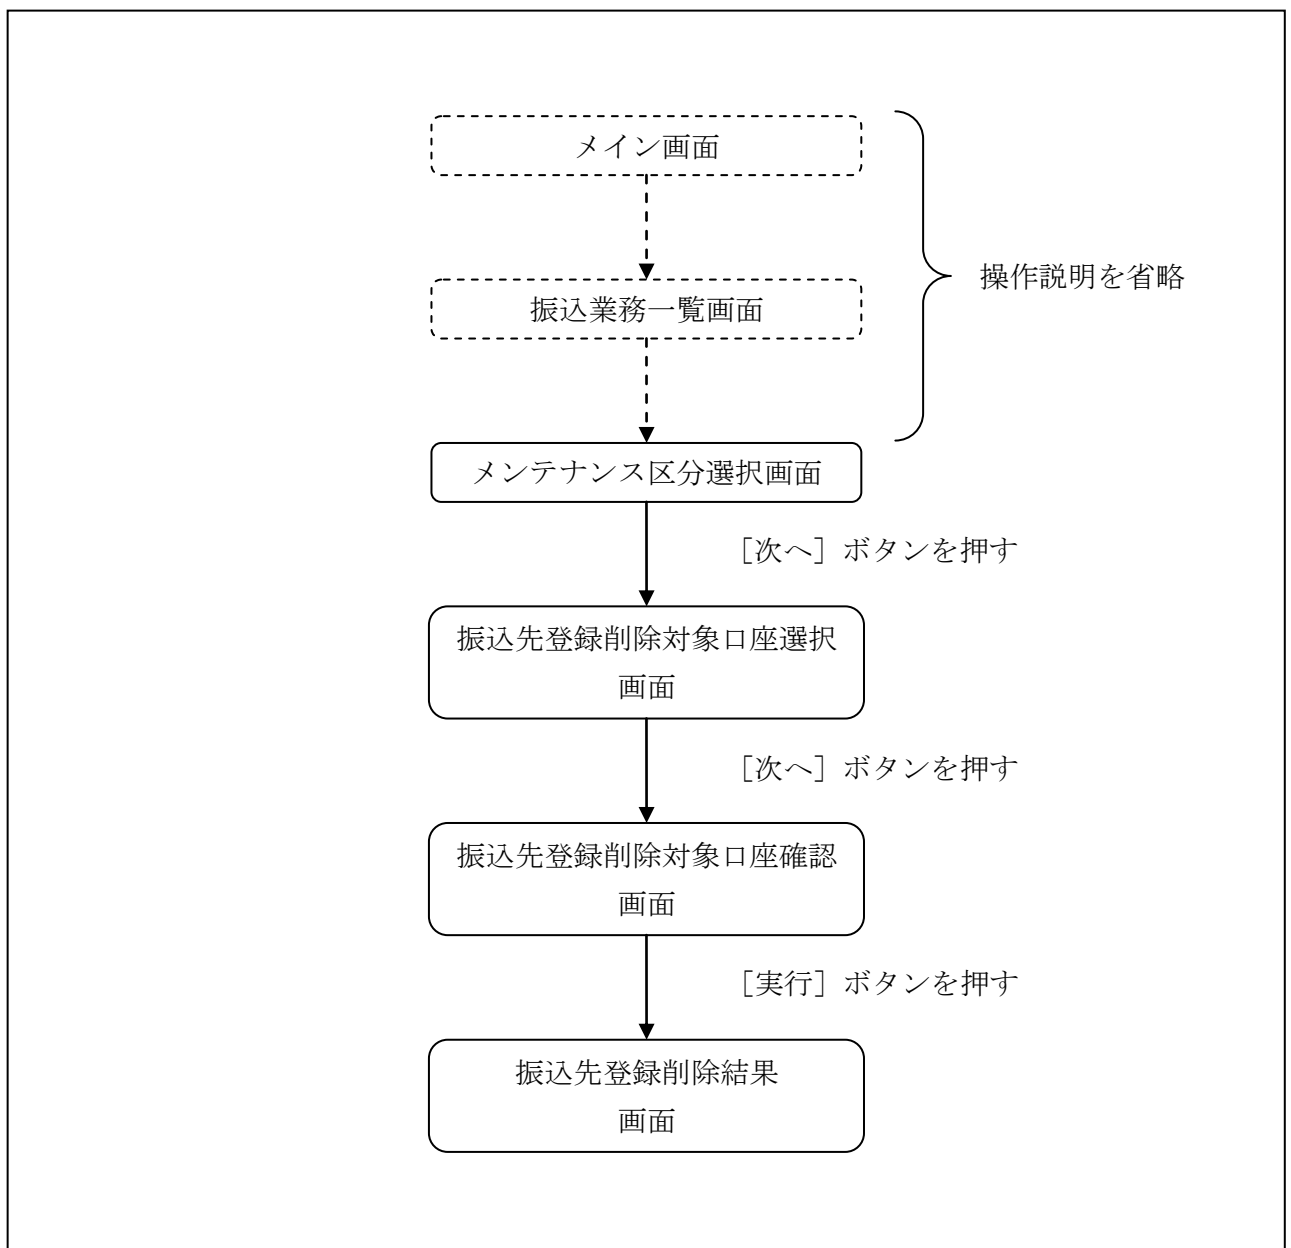 メイン画面
振込業務一覧画面
操作説明を省略
メンテナンス区分選択画面
［次へ］ボタンを押す
振込先登録削除対象口座選択
画面
［次へ］ボタンを押す
振込先登録削除対象口座確認
画面
［実行］ボタンを押す
振込先登録削除結果
画面